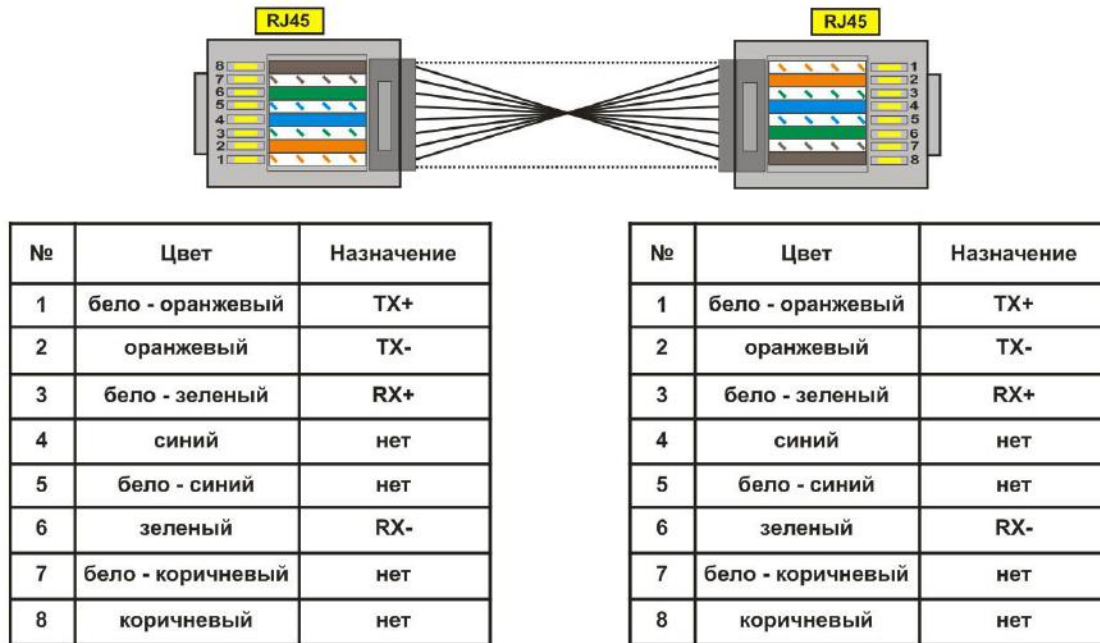 RJ45
RJ45
8
7
6
5
4
3
2
1
1
2
3
4
5
6
7
8
№ Цвет Назначение
1 бело - оранжевый TX+
2 оранжевый TX-
3 бело - зеленый RX+
4 синий нет
5 бело - синий нет
6 зеленый RX-
7 бело - коричневый нет
8 коричневый нет
№ Цвет Назначение
1 бело - оранжевый TX+
2 оранжевый TX-
3 бело - зеленый RX+
4 синий нет
5 бело - синий нет
6 зеленый RX-
7 бело - коричневый нет
8 коричневый нет